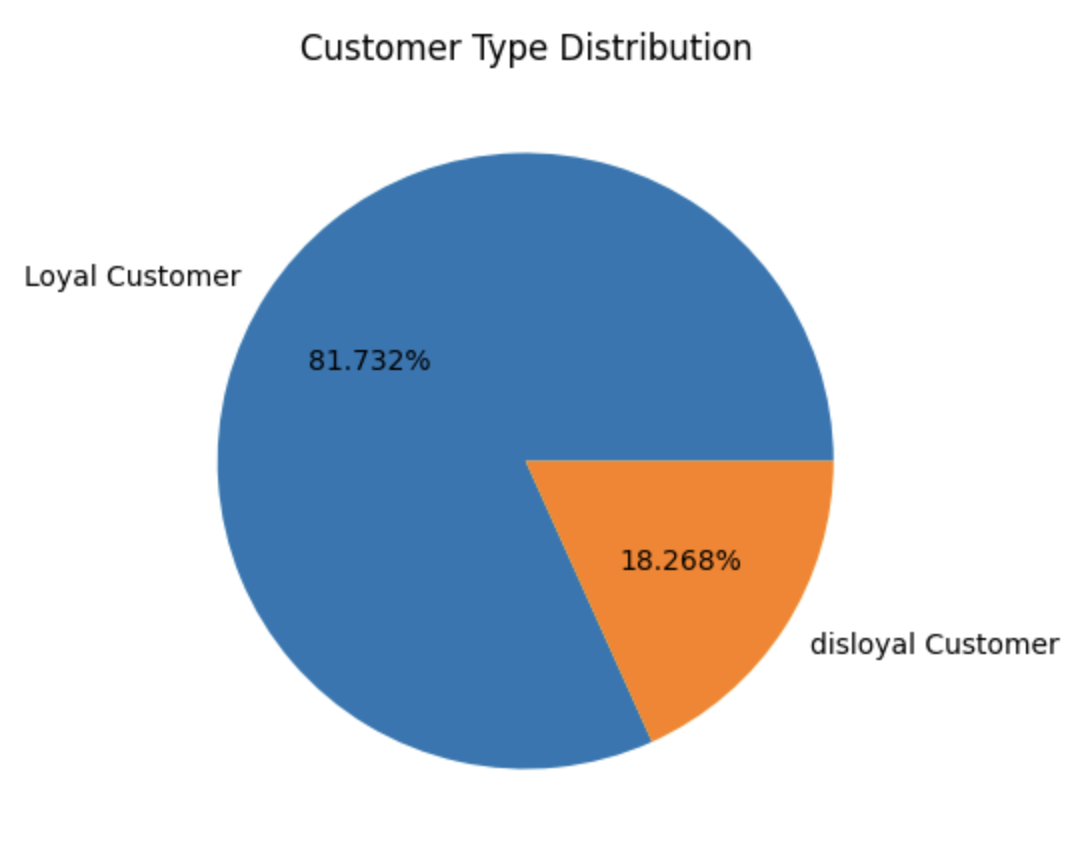 Customer Type Distribution
Loyal Customer
81.732%
18.268%
disloyal Customer